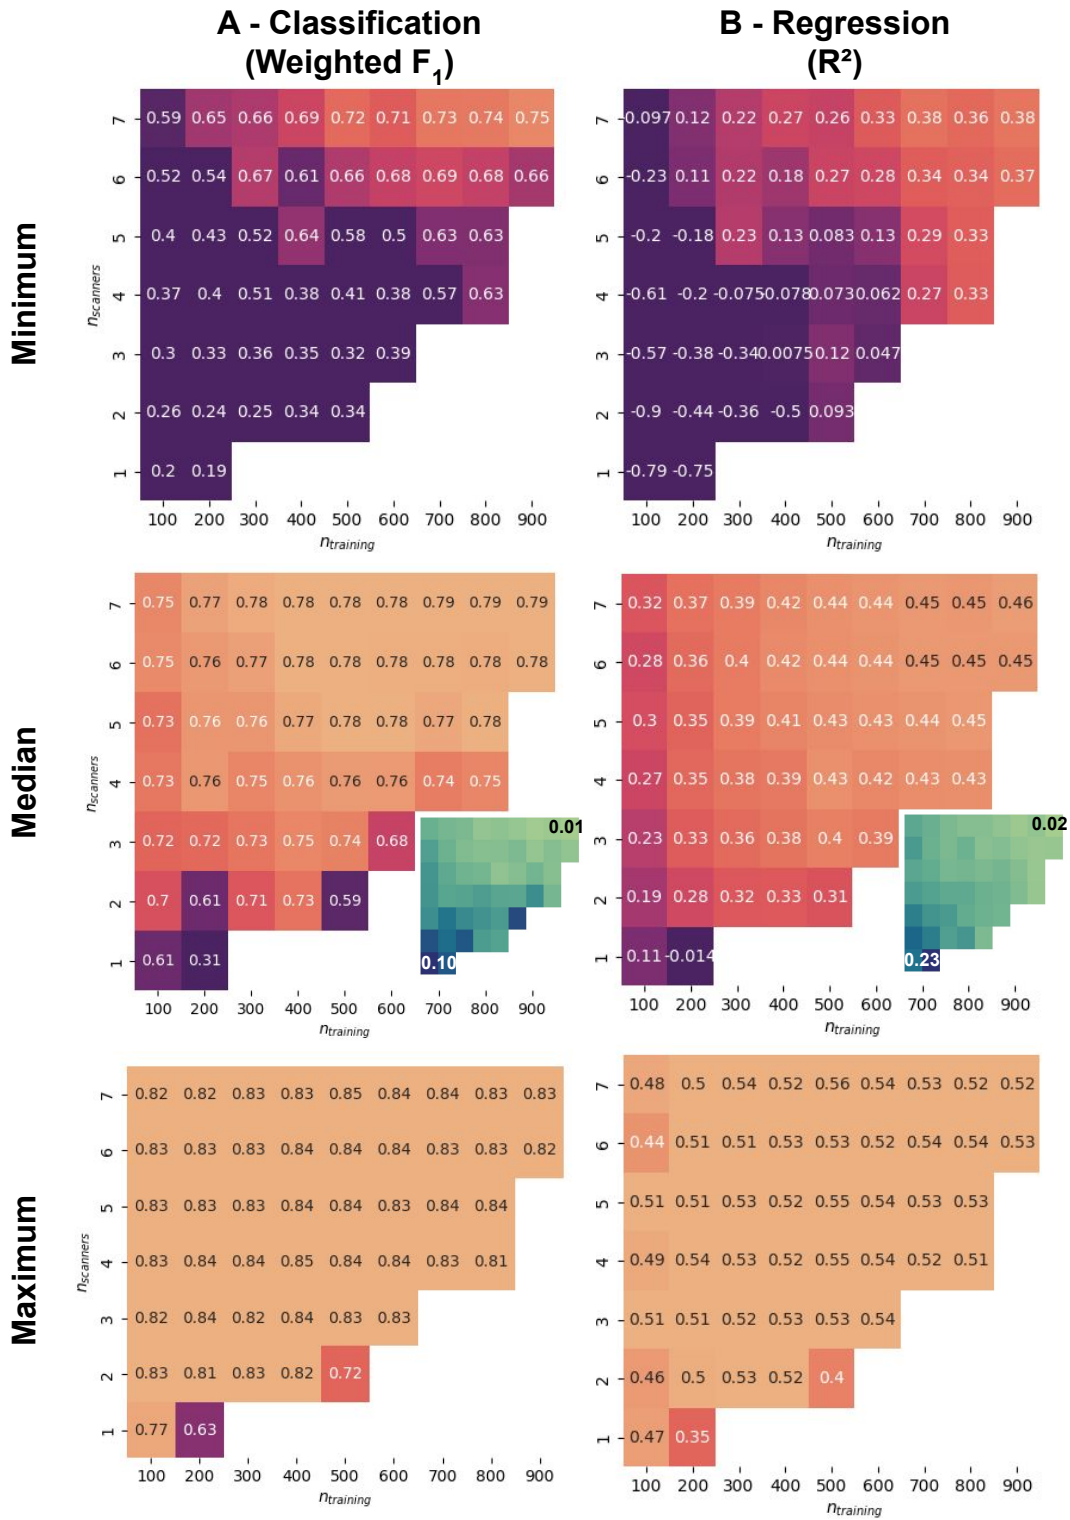 A - Classification
(Weighted F1)
B - Regression
(R²)
Minimum
nscanners
7 0.59 0.65 0.66 0.69 0.72 0.71 0.73 0.74 0.75
6 0.52 0.54 0.67 0.61 0.66 0.68 0.69 0.68 0.66
5 0.4 0.43 0.52 0.64 0.58 0.5 0.63 0.63
4 0.37 0.4 0.51 0.38 0.41 0.38 0.57 0.63
3 0.3 0.33 0.36 0.35 0.32 0.39
2 0.26 0.24 0.25 0.34 0.34
1 0.2 0.19
100 200 300 400 500 600 700 800 900
ntraining
7 -0.097 0.12 0.22 0.27 0.26 0.33 0.38 0.36 0.38
6 -0.23 0.11 0.22 0.18 0.27 0.28 0.34 0.34 0.37
5 -0.2 -0.18 0.23 0.13 0.083 0.13 0.29 0.33
4 -0.61 -0.2 -0.075 -0.078 0.073 0.062 0.27 0.33
3 -0.57 -0.38 -0.34 0.0075 0.12 0.047
2 -0.9 -0.44 -0.36 -0.5 0.093
1 -0.79 -0.75
100 200 300 400 500 600 700 800 900
ntraining
Median
nscanners
7 0.75 0.77 0.78 0.78 0.78 0.78 0.79 0.79 0.79
6 0.75 0.76 0.77 0.78 0.78 0.78 0.78 0.78 0.78
5 0.73 0.76 0.76 0.77 0.78 0.78 0.77 0.78
4 0.73 0.76 0.75 0.76 0.76 0.76 0.74 0.75
3 0.72 0.72 0.73 0.75 0.74 0.68
2 0.7 0.61 0.71 0.73 0.59
1 0.61 0.31
0.01
0.10
100 200 300 400 500 600 700 800 900
ntraining
7 0.32 0.37 0.39 0.42 0.44 0.44 0.45 0.45 0.46
6 0.28 0.36 0.4 0.42 0.44 0.44 0.45 0.45 0.45
5 0.3 0.35 0.39 0.41 0.43 0.43 0.44 0.45
4 0.27 0.35 0.38 0.39 0.43 0.42 0.43 0.43
3 0.23 0.33 0.36 0.38 0.4 0.39
2 0.19 0.28 0.32 0.33 0.31
1 0.11 -0.014
0.02
0.23
100 200 300 400 500 600 700 800 900
ntraining
Maximum
nscanners
7 0.82 0.82 0.83 0.83 0.85 0.84 0.84 0.83 0.83
6 0.83 0.83 0.83 0.84 0.84 0.84 0.83 0.83 0.82
5 0.83 0.83 0.83 0.84 0.84 0.83 0.84 0.84
4 0.83 0.84 0.84 0.85 0.84 0.84 0.83 0.81
3 0.82 0.84 0.82 0.84 0.83 0.83
2 0.83 0.81 0.83 0.82 0.72
1 0.77 0.63
100 200 300 400 500 600 700 800 900
ntraining
7 0.48 0.5 0.54 0.52 0.56 0.54 0.53 0.52 0.52
6 0.44 0.51 0.51 0.53 0.53 0.52 0.54 0.54 0.53
5 0.51 0.51 0.53 0.52 0.55 0.54 0.53 0.53
4 0.49 0.54 0.53 0.52 0.55 0.54 0.52 0.51
3 0.51 0.51 0.52 0.53 0.53 0.54
2 0.46 0.5 0.53 0.52 0.4
1 0.47 0.35
100 200 300 400 500 600 700 800 900
ntraining